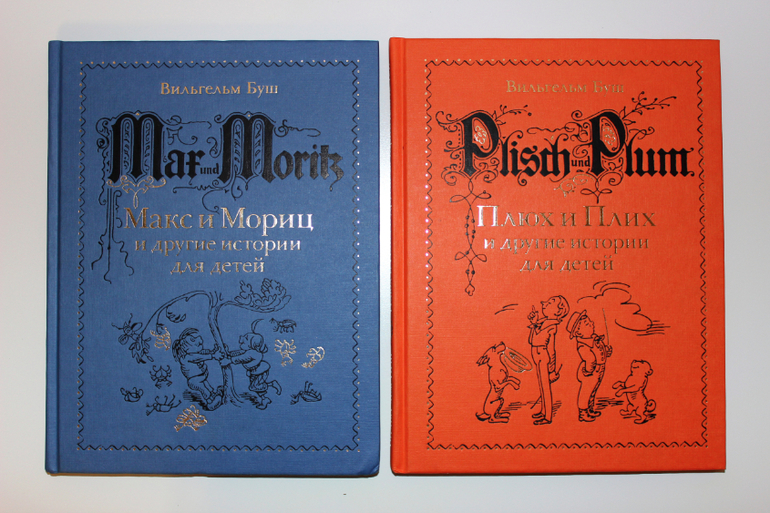 Вильгельм Буш
Max und Moritz
Макс и Мориц
и другие истории
для детей
Вильгельм Буш
Plisch und Plum
Плюх и Плих
и другие истории
для детей